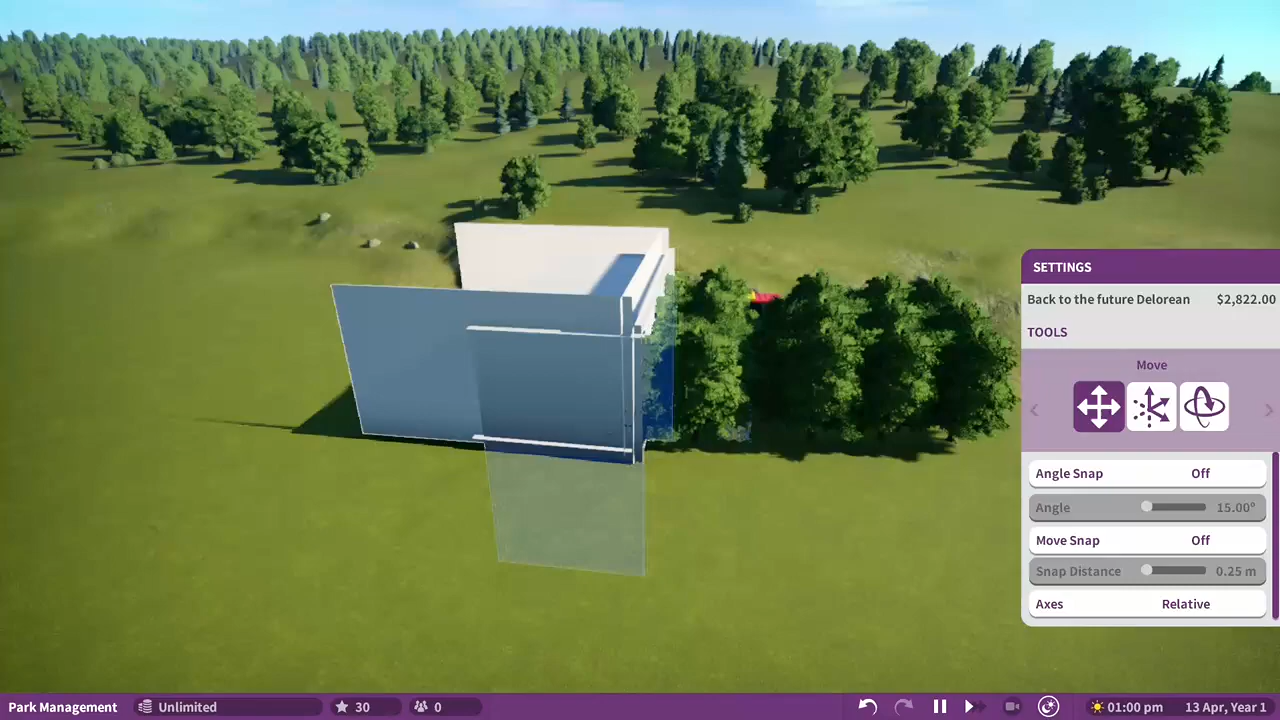 SETTINGS
Back to the future Delorean $2,822.00
TOOLS
Move
Angle Snap Off
Angle 15.00°
Move Snap Off
Snap Distance 0.25 m
Axes Relative
Park Management Unlimited 30 0 01:00 pm 13 Apr, Year 1